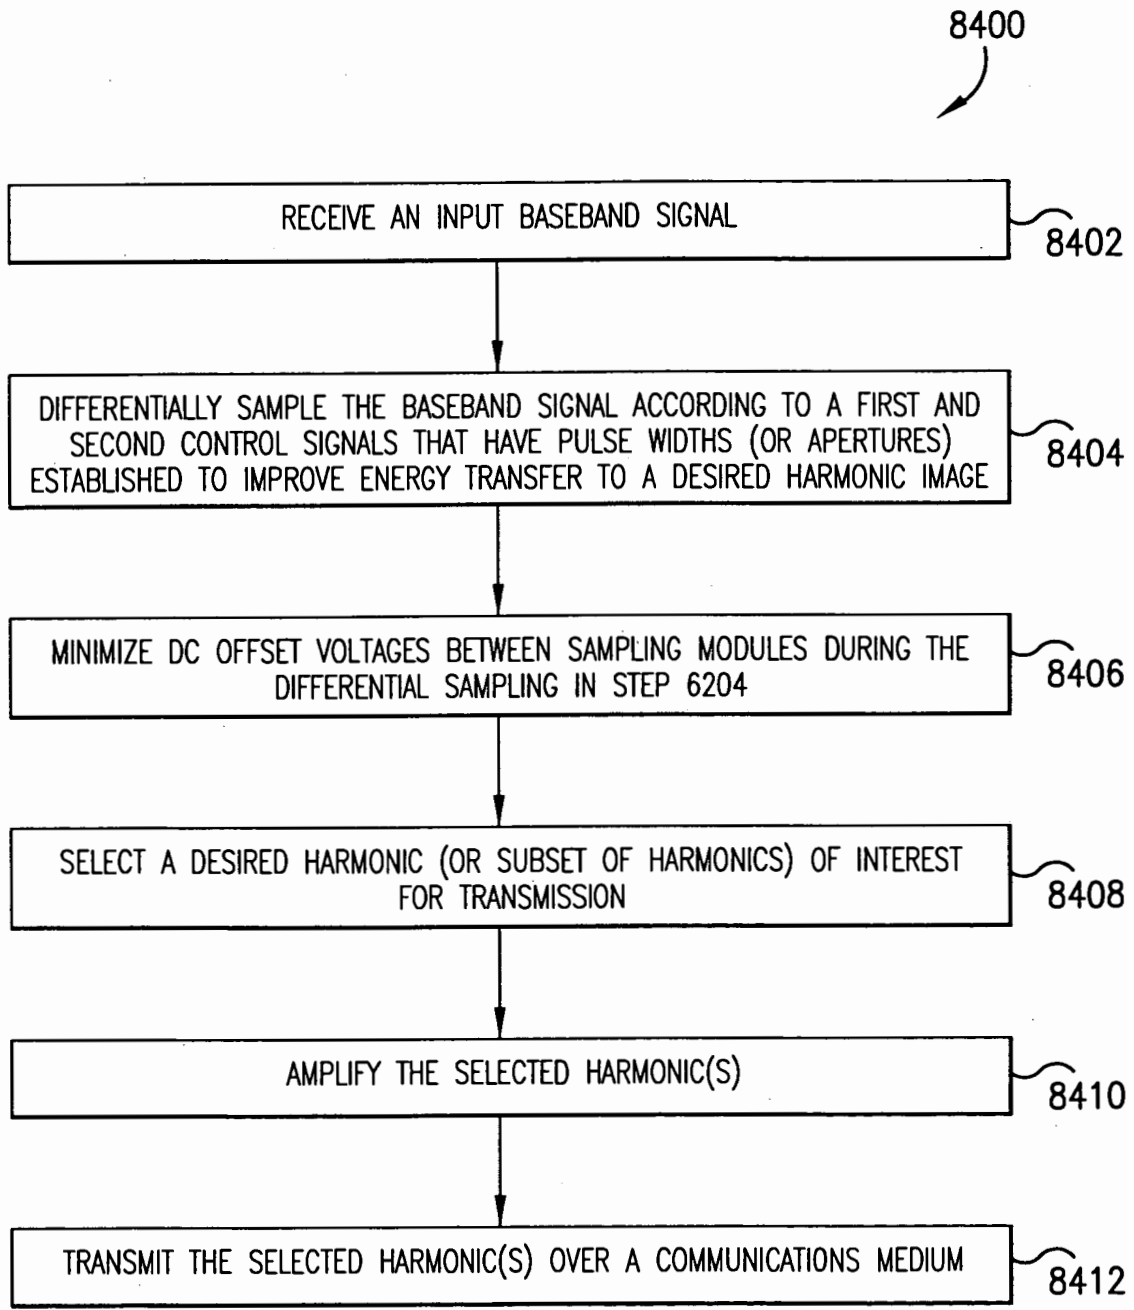 8400
RECEIVE AN INPUT BASEBAND SIGNAL
8402
DIFFERENTIALLY SAMPLE THE BASEBAND SIGNAL ACCORDING TO A FIRST AND
SECOND CONTROL SIGNALS THAT HAVE PULSE WIDTHS (OR APERTURES)
ESTABLISHED TO IMPROVE ENERGY TRANSFER TO A DESIRED HARMONIC IMAGE
8404
MINIMIZE DC OFFSET VOLTAGES BETWEEN SAMPLING MODULES DURING THE
DIFFERENTIAL SAMPLING IN STEP 6204
8406
SELECT A DESIRED HARMONIC (OR SUBSET OF HARMONICS) OF INTEREST
FOR TRANSMISSION
8408
AMPLIFY THE SELECTED HARMONIC(S)
8410
TRANSMIT THE SELECTED HARMONIC(S) OVER A COMMUNICATIONS MEDIUM
8412